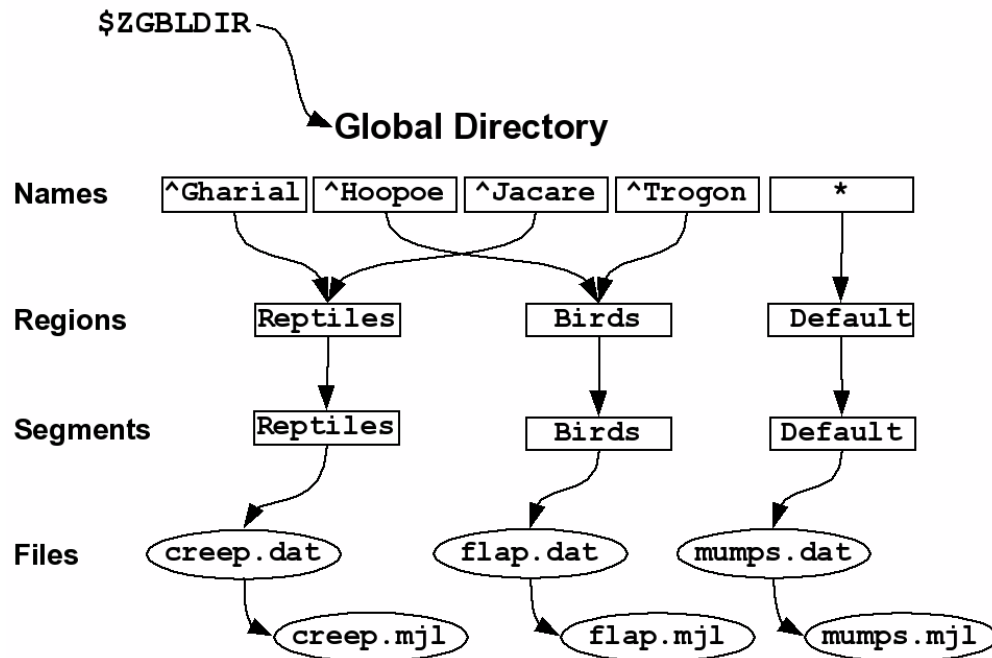 $ZGBLDIR
Global Directory
Names ^Gharial ^Hoopoe ^Jacare ^Trogon *
Regions Reptiles Birds Default
Segments Reptiles Birds Default
Files creep.dat flap.dat mumps.dat
creep.mjl flap.mjl mumps.mjl